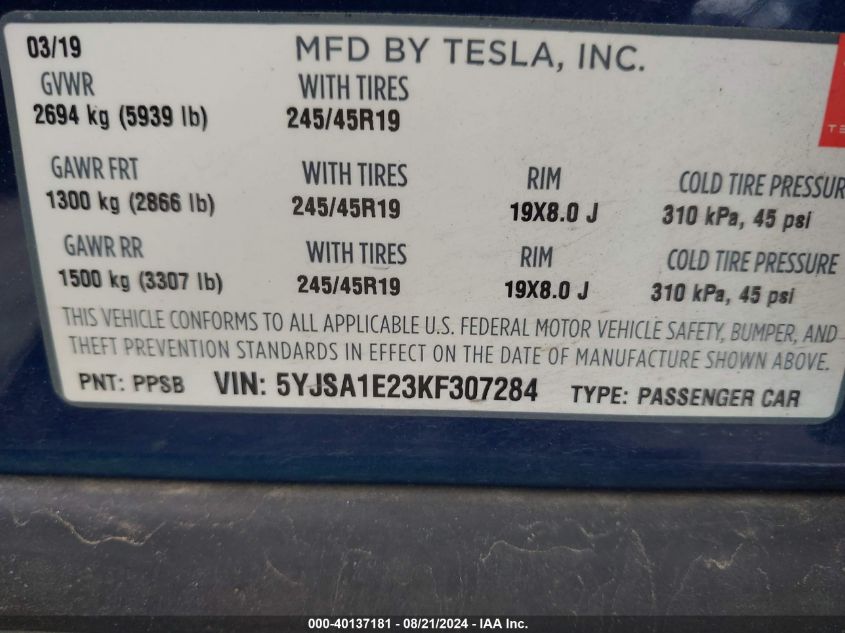 03/19 MFD BY TESLA, INC.
GVWR WITH TIRES
2694 kg (5939 lb) 245/45R19
GAWR FRT WITH TIRES RIM COLD TIRE PRESSUR
1300 kg (2866 lb) 245/45R19 19X8.0 J 310 kPa, 45 psi
GAWR RR WITH TIRES RIM COLD TIRE PRESSURE
1500 kg (3307 lb) 245/45R19 19X8.0 J 310 kPa, 45 psi
THIS VEHICLE CONFORMS TO ALL APPLICABLE U.S. FEDERAL MOTOR VEHICLE SAFETY, BUMPER, AND
THEFT PREVENTION STANDARDS IN EFFECT ON THE DATE OF MANUFACTURE SHOWN ABOVE.
PNT: PPSB VIN: 5YJSA1E23KF307284 TYPE: PASSENGER CAR
000-40137181 - 08/21/2024 - IAA Inc.